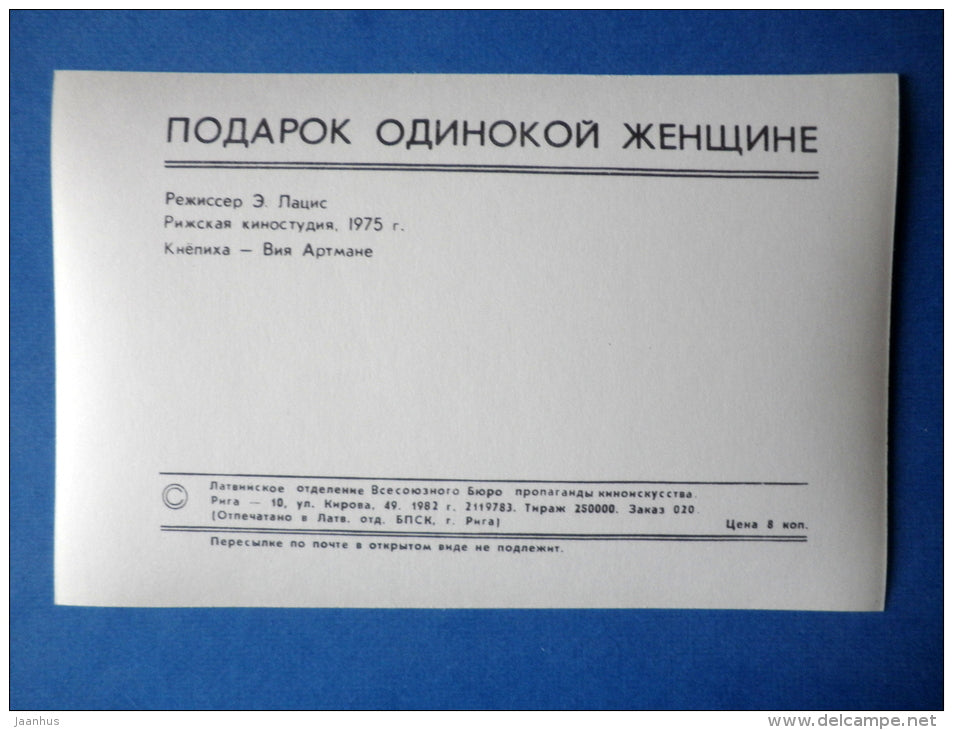 ПОДАРОК ОДИНОКОЙ ЖЕНЩИНЕ
Режиссер Э. Лацис
Рижская киностудия, 1975 г.
Кнёпиха — Вия Артмане
© Латвийское отделение Всесоюзного Бюро пропаганды киноискусства.
Рига — 10, ул. Кирова, 49. 1982 г. 2119783. Тираж 250000. Заказ 020.
(Отпечатано в Латв. отд. БПСК, г. Рига)
Цена 8 коп.
Пересылке по почте в открытом виде не подлежит.
Jaanhus
www.delcampe.net